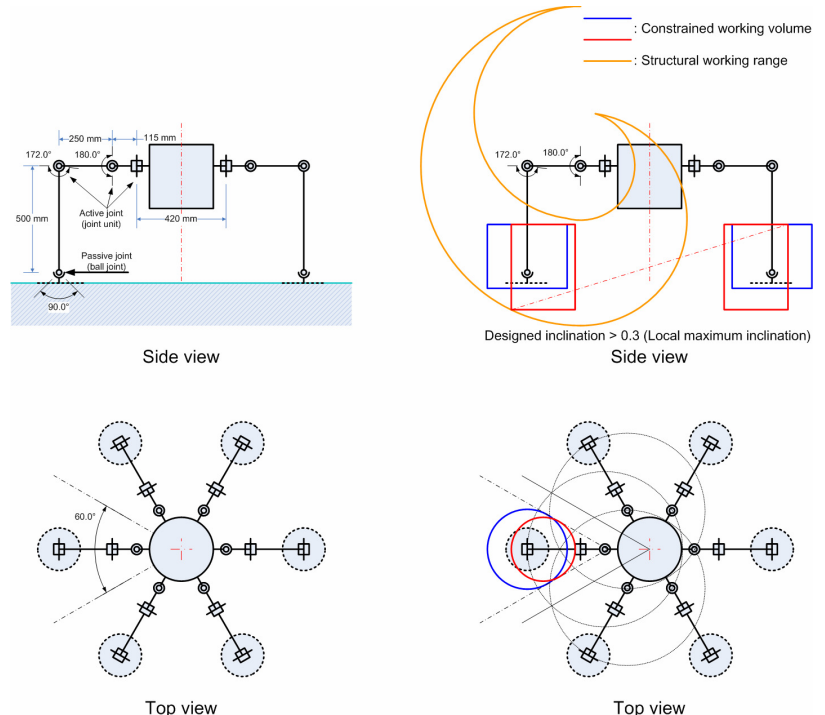 : Constrained working volume
: Structural working range
250 mm
115 mm
172.0°
180.0°
500 mm
Active joint
(joint unit)
420 mm
Passive joint
(ball joint)
90.0°
Side view
172.0°
180.0°
Designed inclination > 0.3 (Local maximum inclination)
Side view
60.0°
Top view
Top view